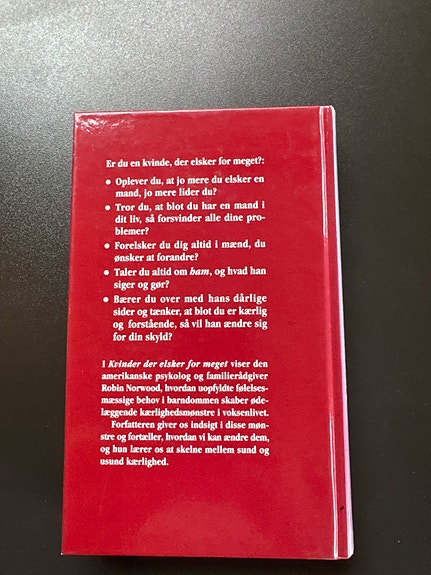 Er du en kvinde, der elsker for meget?:
● Oplever du, at jo mere du elsker en
mand, jo mere lider du?
● Tror du, at blot du har en mand i
dit liv, så forsvinder alle dine pro-
blemer?
● Forelsker du dig altid i mænd, du
ønsker at forandre?
● Taler du altid om ham, og hvad han
siger og gør?
● Bærer du over med hans dårlige
sider og tænker, at blot du er kærlig
og forstående, så vil han ændre sig
for din skyld?
I Kvinder der elsker for meget viser den
amerikanske psykolog og familierådgiver
Robin Norwood, hvordan uopfyldte følelses-
mæssige behov i barndommen skaber øde-
læggende kærlighedsmønstre i voksenlivet.
Forfatteren giver os indsigt i disse møn-
stre og fortæller, hvordan vi kan ændre dem,
og hun lærer os at skelne mellem sund og
usund kærlighed.